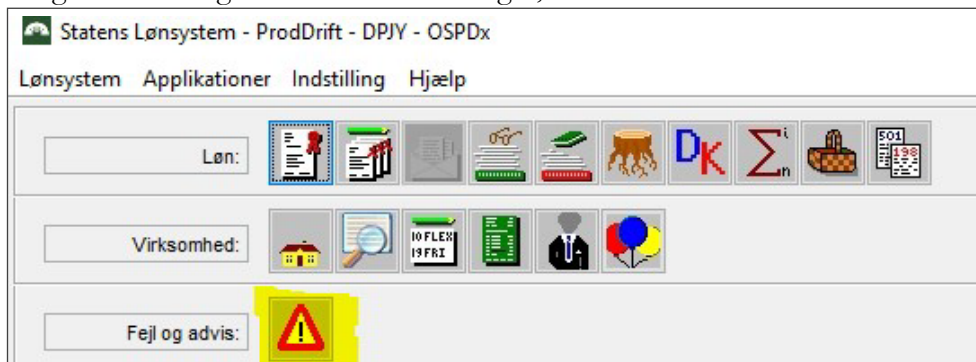 Statens Lønsystem - ProdDrift - DPJY - OSPDx
Lønsystem Applikationer Indstilling Hjælp
Løn:
DK
Σ i n
501
198
Virksomhed:
10 FLEX
19 FRI
Fejl og advis:
!